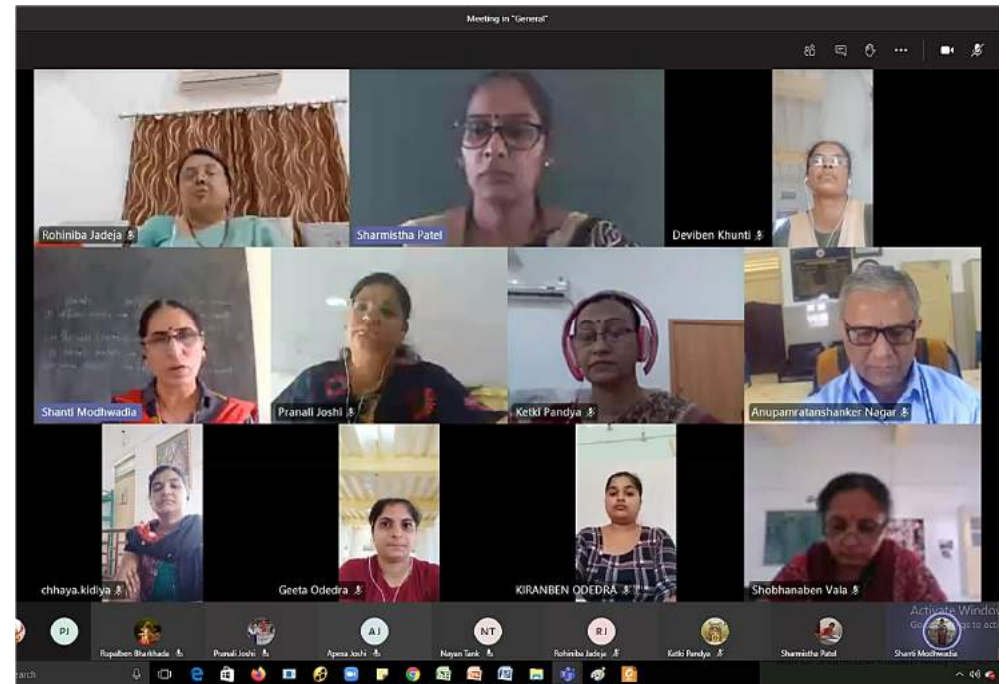 Meeting in "General"
Rohiniba Jadeja
Sharmistha Patel
Deviben Khunti
Shanti Modhwadia
Pranali Joshi
Ketki Pandya
Anupamratanshanker Nagar
chhaya.kidiya
Geeta Odedra
KIRANBEN ODEDRA
Shobhanaben Vala
Activate Windo
PJ
AJ
NT
RJ
Rupalben Bharkhada
Pranali Joshi
Apexa Joshi
Nayan Tank
Rohiniba Jadeja
Ketki Pandya
Sharmistha Patel
Shanti Modhwadia
earch